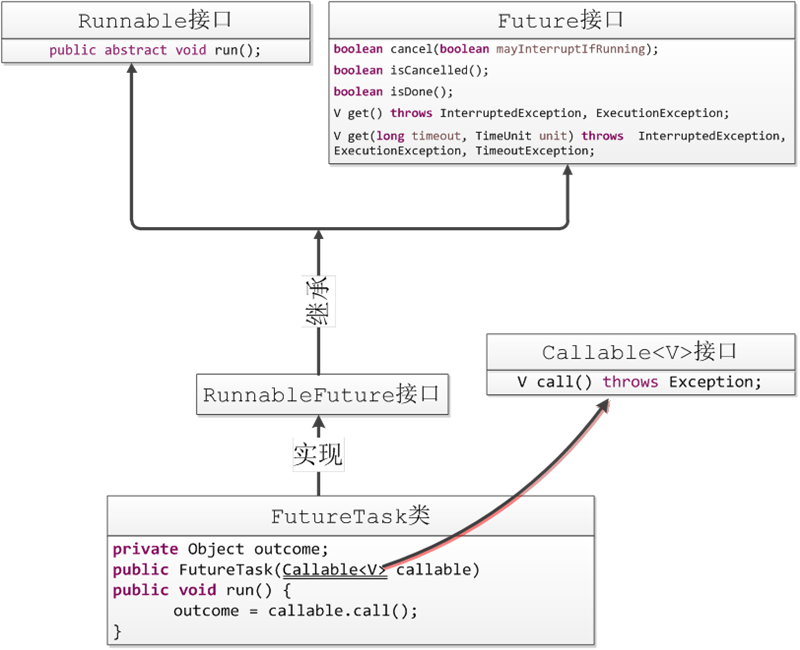 Runnable接口
public abstract void run();
Future接口
boolean cancel(boolean mayInterruptIfRunning);
boolean isCancelled();
boolean isDone();
V get() throws InterruptedException, ExecutionException;
V get(long timeout, TimeUnit unit) throws InterruptedException,
ExecutionException, TimeoutException;
继承
Callable<V>接口
V call() throws Exception;
RunnableFuture接口
实现
FutureTask类
private Object outcome;
public FutureTask(Callable<V> callable)
public void run() {
outcome = callable.call();
}